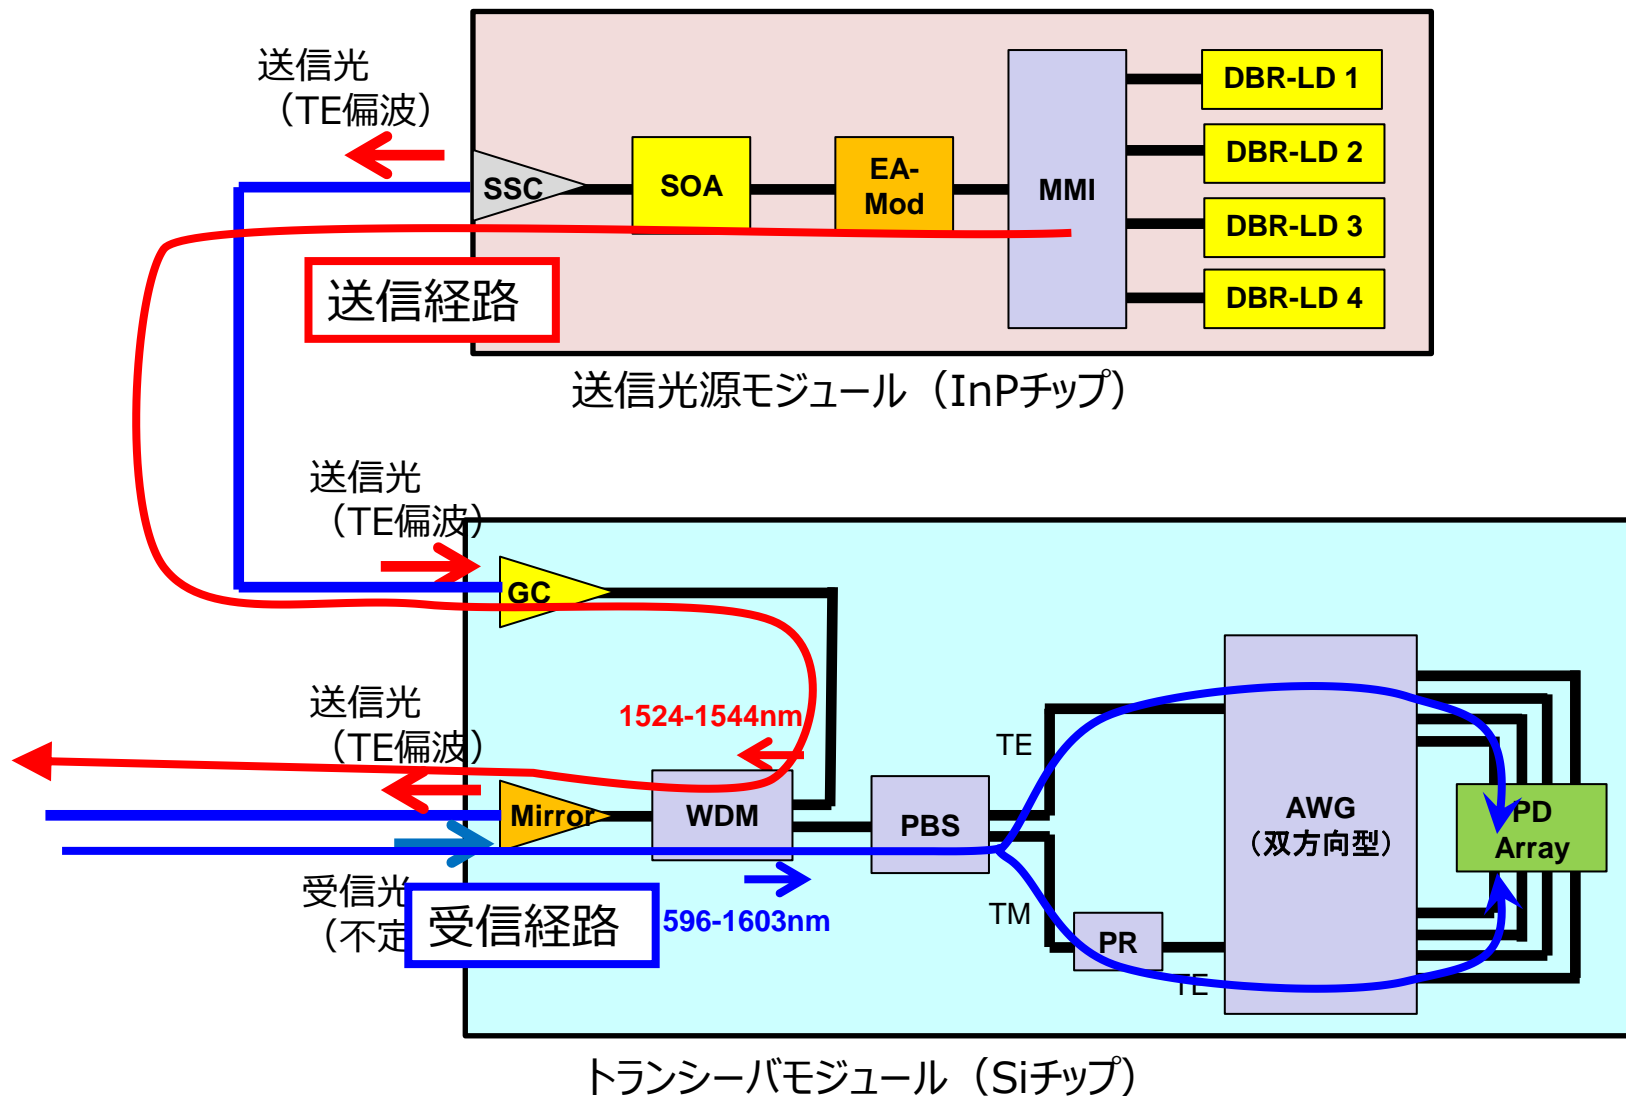 送信光
（TE偏波）
SSC
SOA
EA-
Mod
MMI
DBR-LD 1
DBR-LD 2
DBR-LD 3
DBR-LD 4
送信経路
送信光源モジュール（InPチップ）
送信光
（TE偏波）
GC
送信光
（TE偏波）
1524-1544nm
Mirror
WDM
PBS
TE
TM
PR
TE
AWG
（双方向型）
PD
Array
受信光
（不定
受信経路
596-1603nm
トランシーバモジュール（Siチップ）